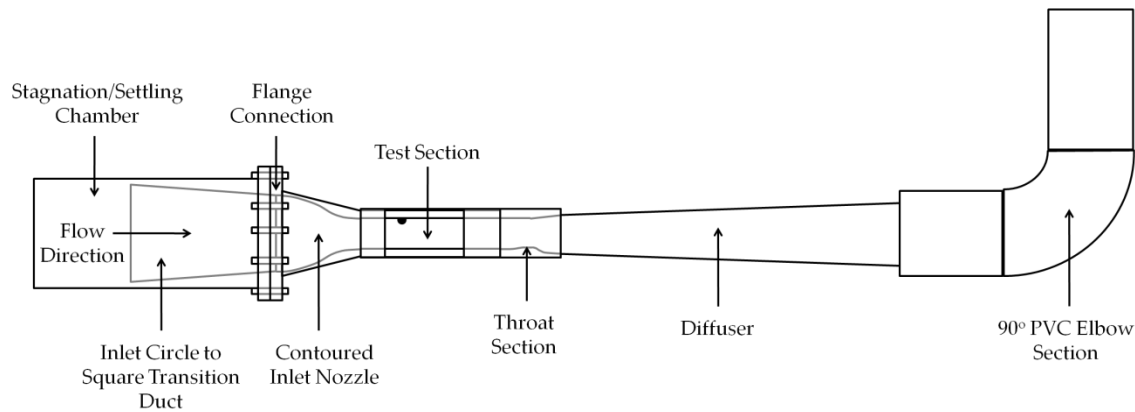 Stagnation/Settling
Chamber
Flange
Connection
Test Section
Flow
Direction
Inlet Circle to
Square Transition
Duct
Contoured
Inlet Nozzle
Throat
Section
Diffuser
90° PVC Elbow
Section